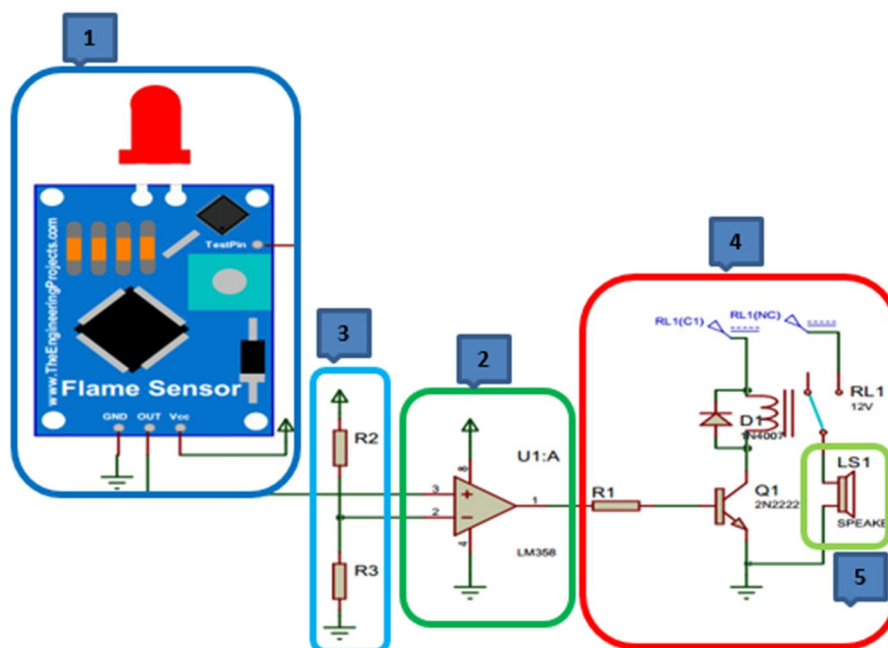 1
TestPin
www.TheEngineeringProjects.com
Flame Sensor
GND OUT Vcc
3
R2
R3
2
U1:A
8
3
2
1
4
LM358
4
RL1(C1)
RL1(NC)
RL1
12V
D1
1N4007
R1
Q1
2N2222
LS1
SPEAKE
5